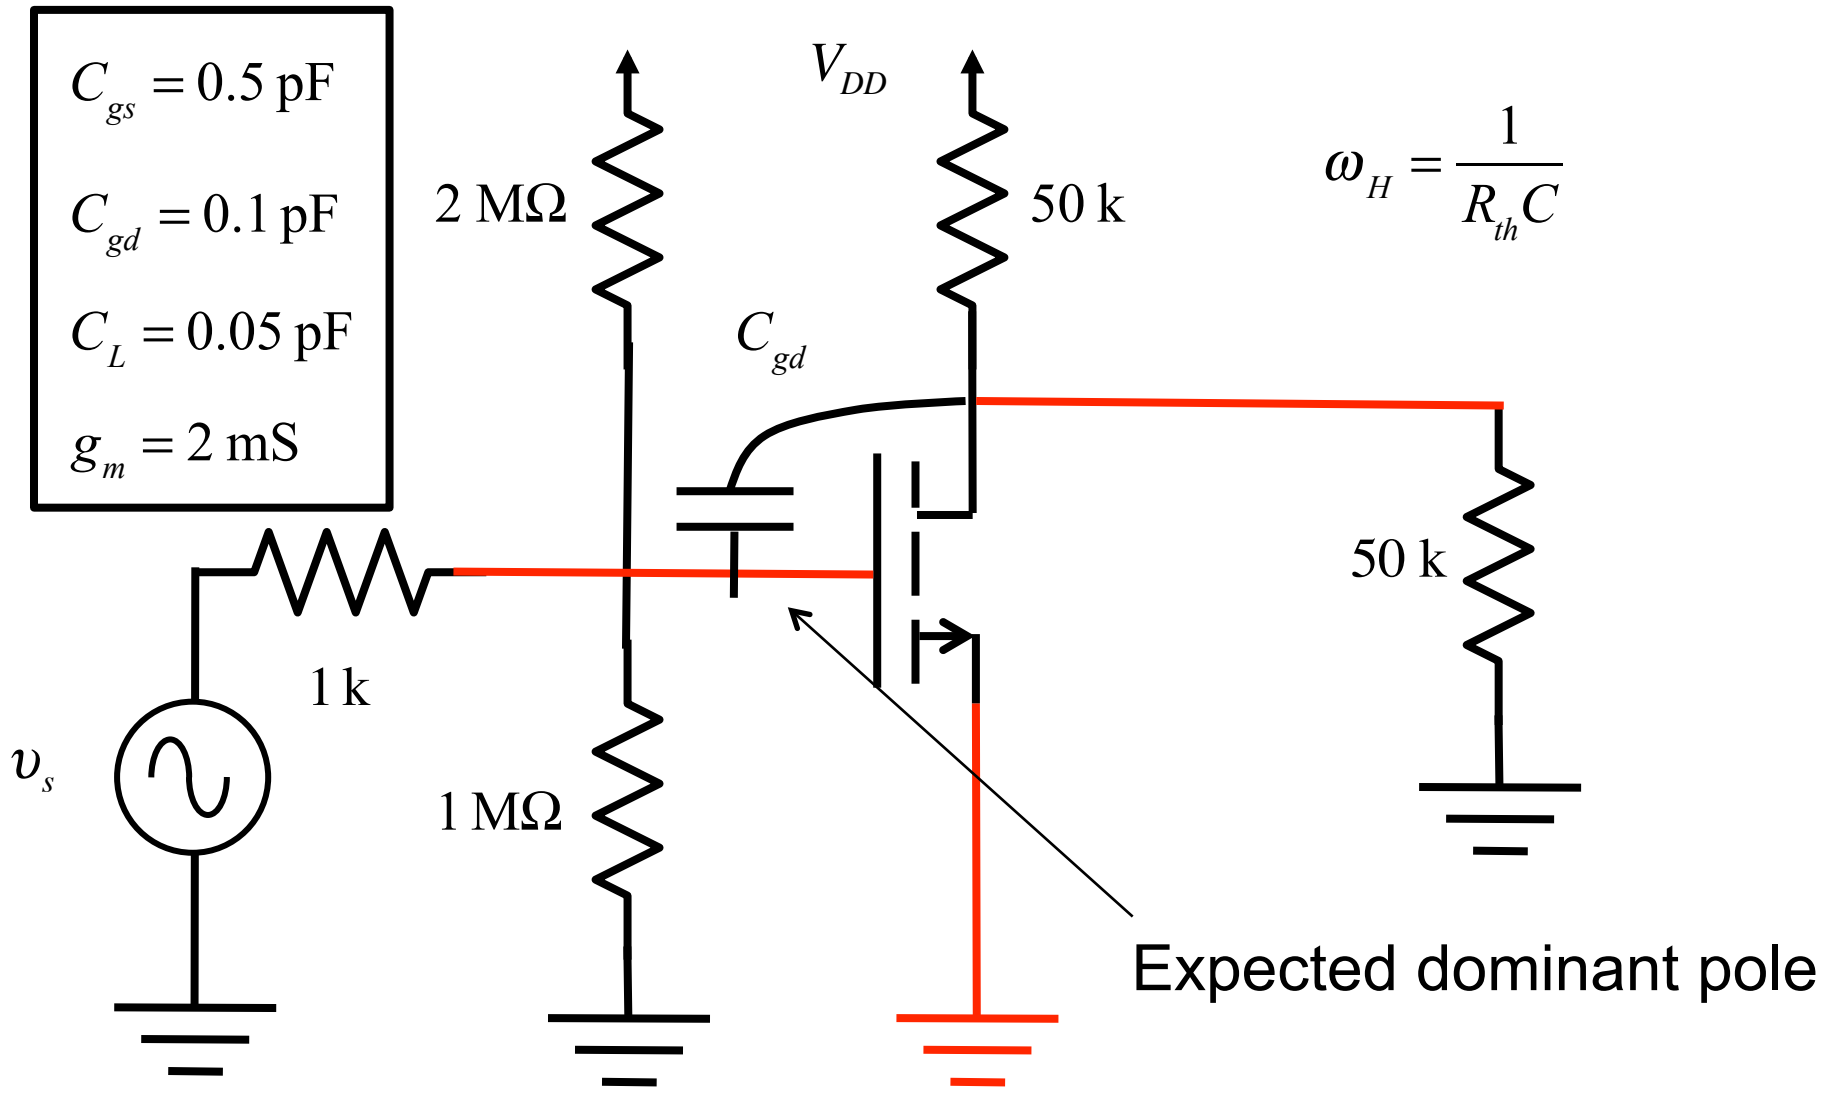 C_gs = 0.5 pF
C_gd = 0.1 pF
C_L = 0.05 pF
g_m = 2 mS
V_DD
2 MΩ
50 k
ω_H = 1 / R_th C
C_gd
50 k
1 k
υ_s
1 MΩ
Expected dominant pole